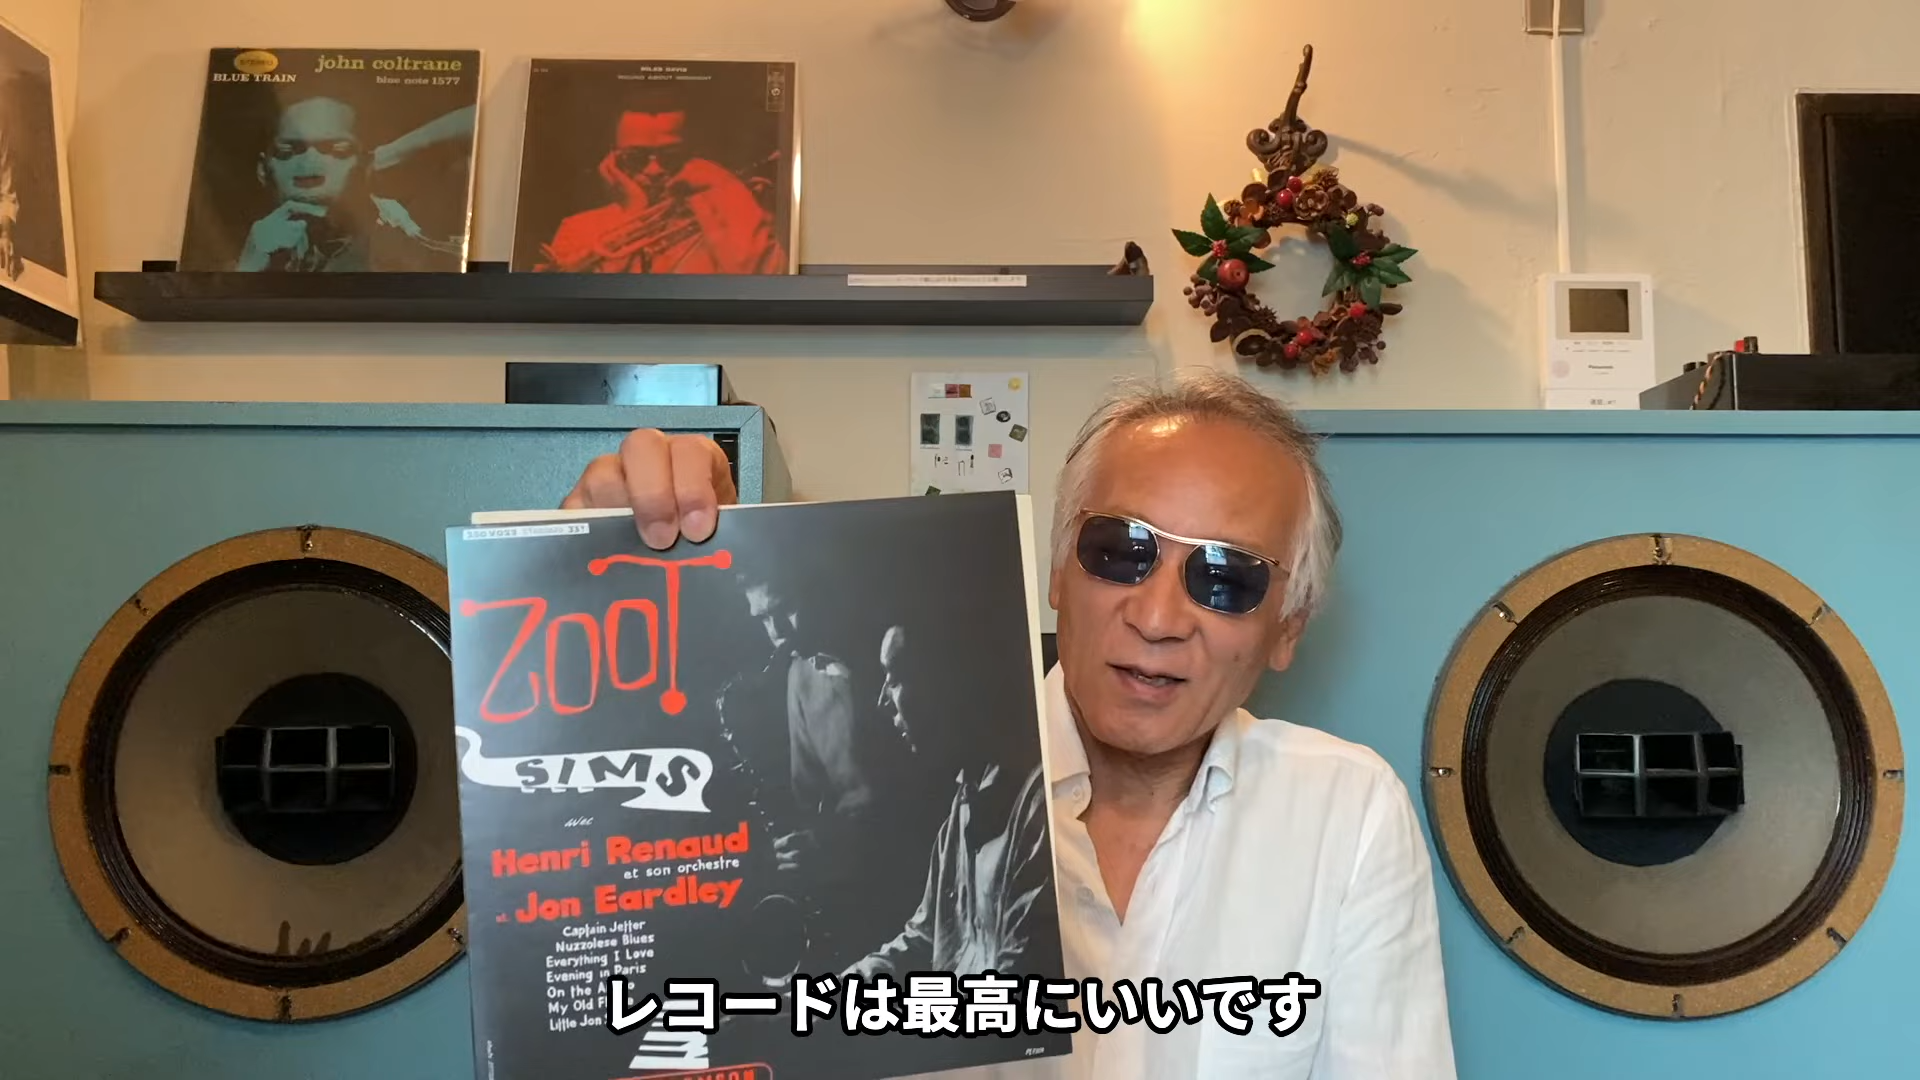 STEREO
BLUE TRAIN
john coltrane
blue note 1577
MILES DAVIS
ROUND ABOUT MIDNIGHT
Panasonic
ZOOT
SIMS
avec
Henri Renaud
et son orchestre
et Jon Eardley
Captain Jetter
Nuzzolese Blues
Everything I Love
Evening in Paris
On the A
My Old F
Little Jon
レコードは最高にいいです